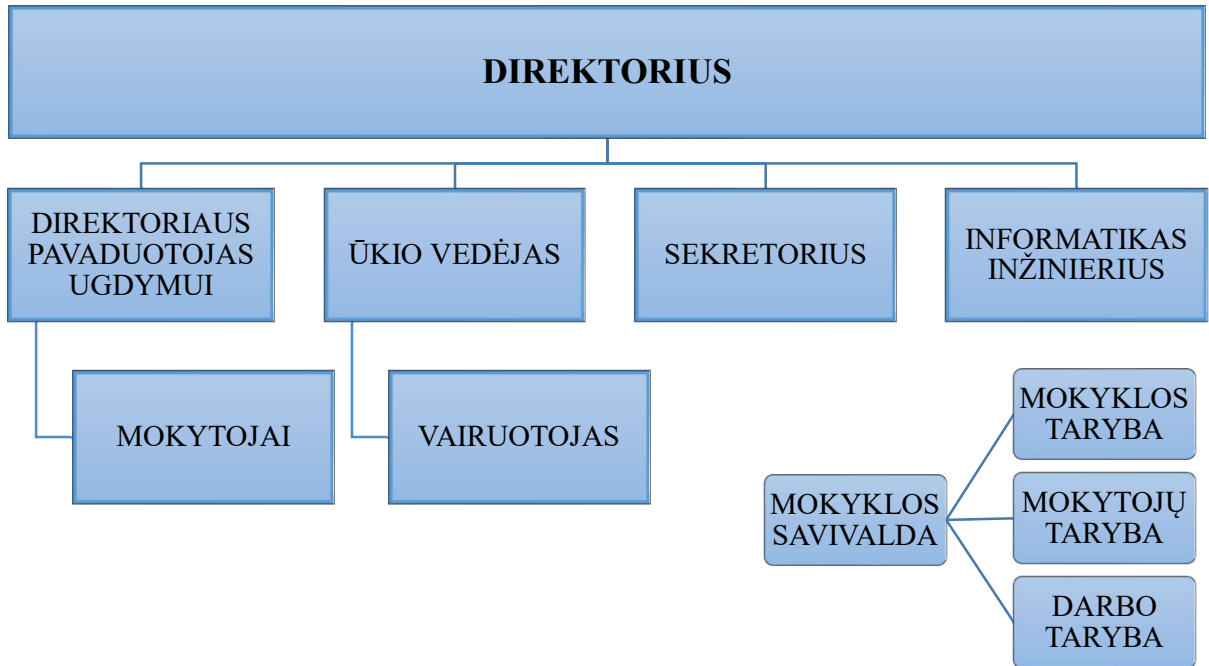 DIREKTORIUS
DIREKTORIAUS
PAVADUOTOJAS
UGDYMUI
ŪKIO VEDĖJAS
SEKRETORIUS
INFORMATIKAS
INŽINIERIUS
MOKYTOJAI
VAIRUOTOJAS
MOKYKLOS
SAVIVALDA
MOKYKLOS
TARYBA
MOKYTOJŲ
TARYBA
DARBO
TARYBA